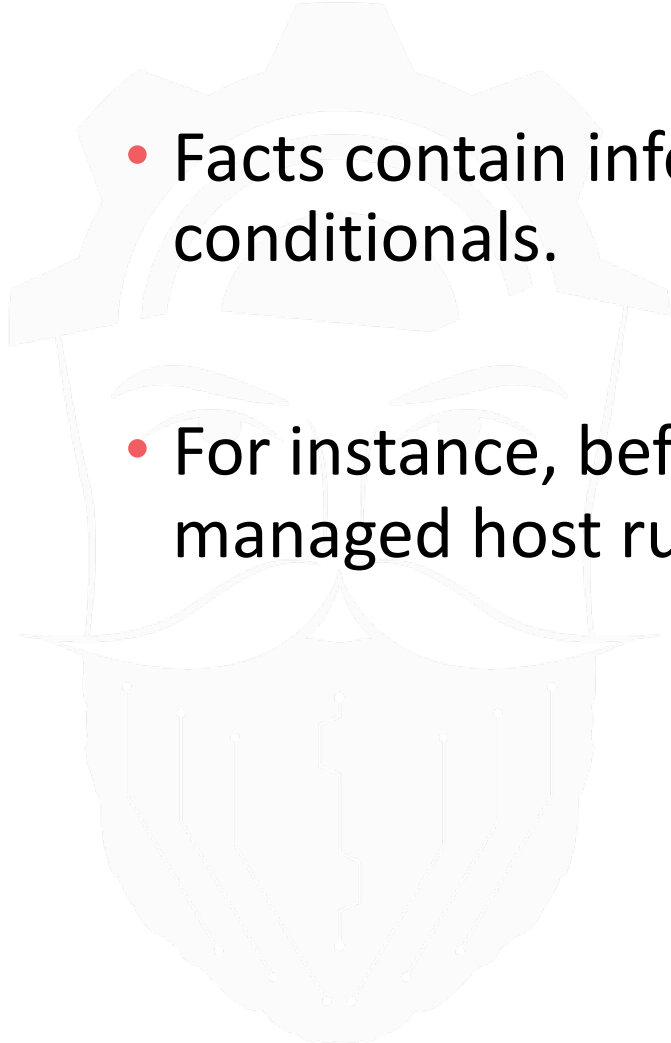 • Facts contain inf
conditionals.
• For instance, bef
managed host ru